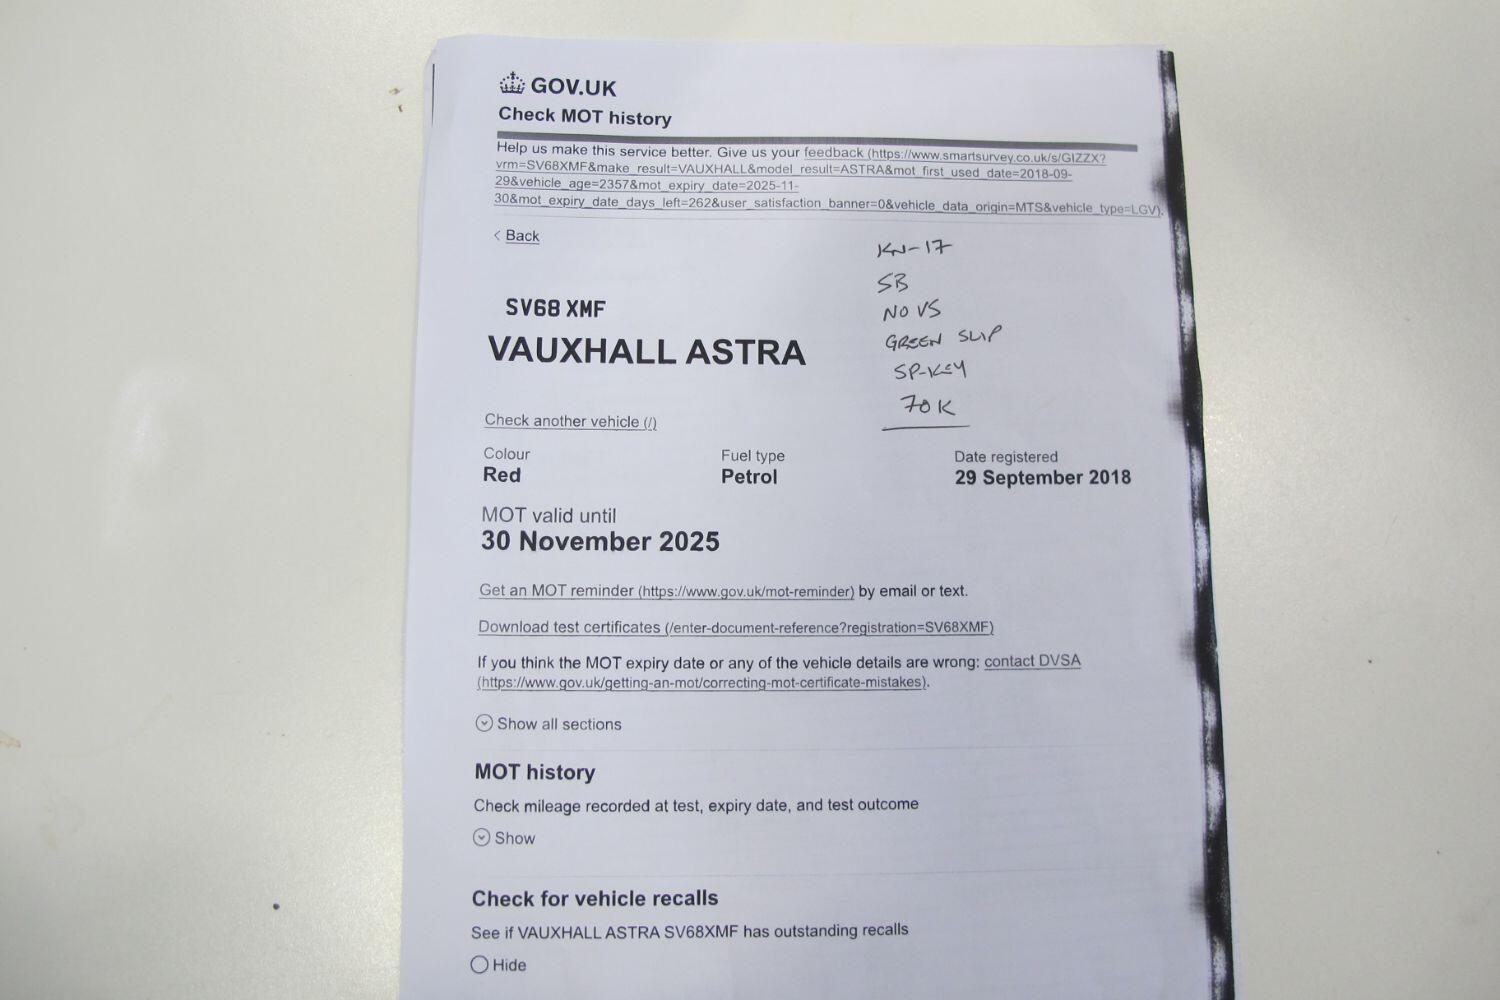 GOV.UK
Check MOT history
Help us make this service better. Give us your feedback (https://www.smartsurvey.co.uk/s/GIZZX?
vrm=SV68XMF&make_result=VAUXHALL&model_result=ASTRA&mot_first_used_date=2018-09-
29&vehicle_age=2357&mot_expiry_date=2025-11-
30&mot_expiry_date_days_left=262&user_satisfaction_banner=0&vehicle_data_origin=MTS&vehicle_type=LGV).
< Back
KN-17
SB
NO VS
GREEN SLIP
SP-KEY
70K
SV68 XMF
VAUXHALL ASTRA
Check another vehicle (/)
Colour Fuel type Date registered
Red Petrol 29 September 2018
MOT valid until
30 November 2025
Get an MOT reminder (https://www.gov.uk/mot-reminder) by email or text.
Download test certificates (/enter-document-reference?registration=SV68XMF)
If you think the MOT expiry date or any of the vehicle details are wrong: contact DVSA
(https://www.gov.uk/getting-an-mot/correcting-mot-certificate-mistakes).
Show all sections
MOT history
Check mileage recorded at test, expiry date, and test outcome
Show
Check for vehicle recalls
See if VAUXHALL ASTRA SV68XMF has outstanding recalls
Hide